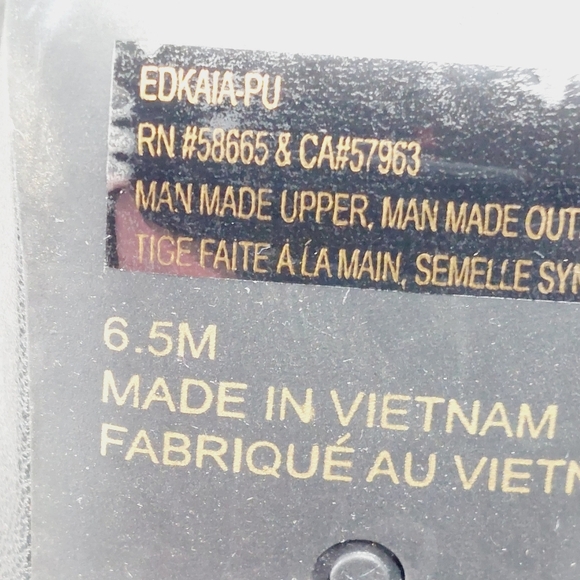 EDKAIA-PU
RN #58665 & CA#57963
MAN MADE UPPER, MAN MADE OUT
TIGE FAITE À LA MAIN, SEMELLE SYN
6.5M
MADE IN VIETNAM
FABRIQUÉ AU VIETN